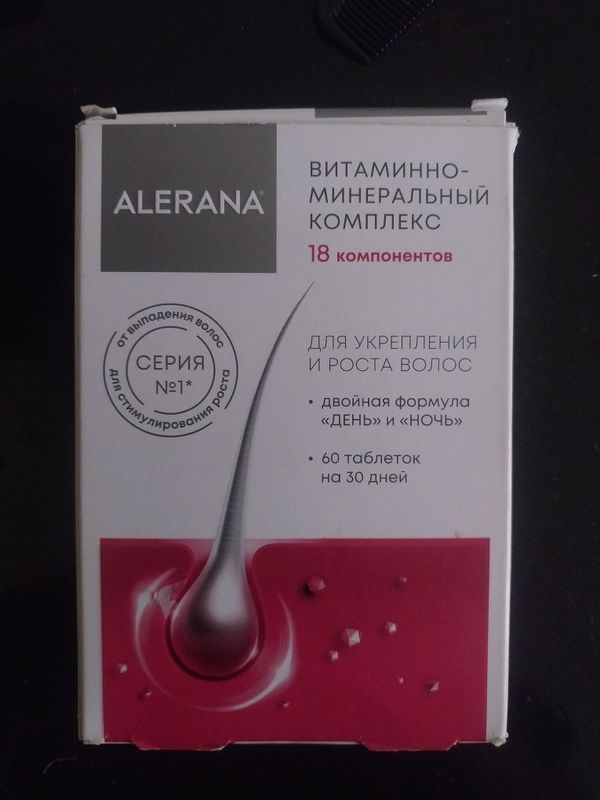 ALERANA®
ВИТАМИННО-
МИНЕРАЛЬНЫЙ
КОМПЛЕКС
18 компонентов
от выпадения волос
СЕРИЯ
№1*
для стимулирования роста
ДЛЯ УКРЕПЛЕНИЯ
И РОСТА ВОЛОС
• двойная формула
«ДЕНЬ» и «НОЧЬ»
• 60 таблеток
на 30 дней